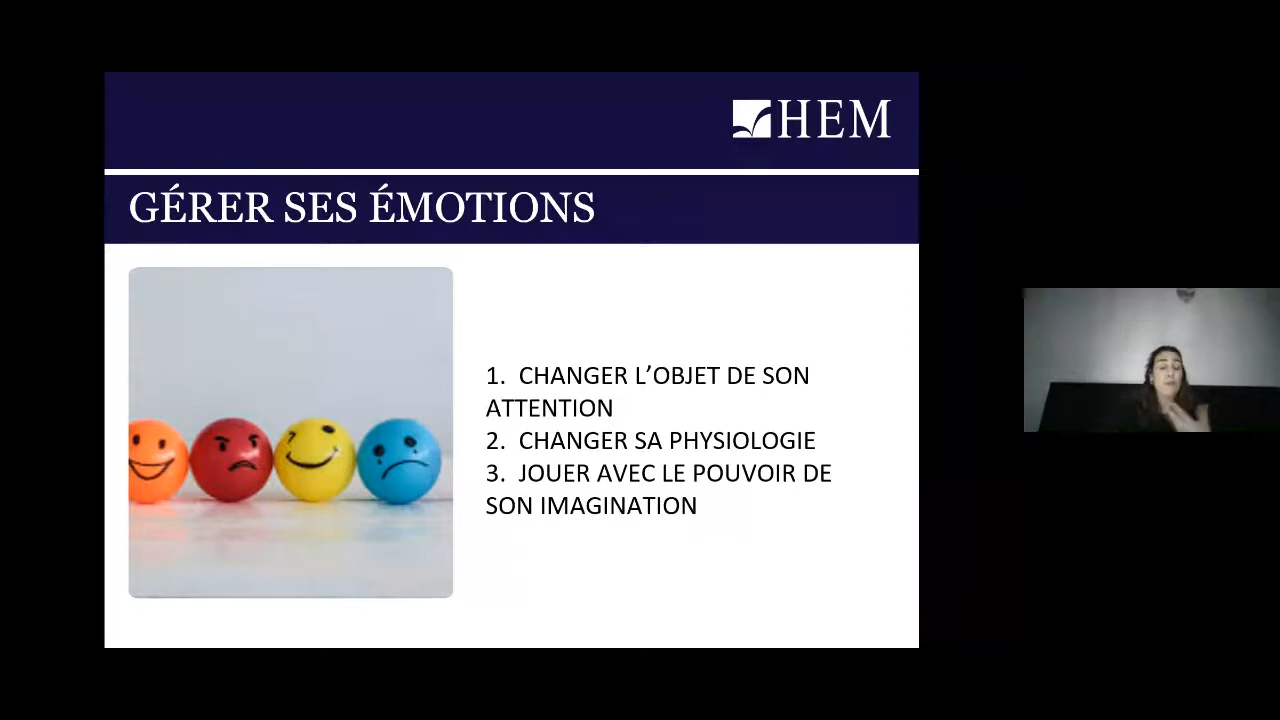 HEM
GÉRER SES ÉMOTIONS
1. CHANGER L’OBJET DE SON
ATTENTION
2. CHANGER SA PHYSIOLOGIE
3. JOUER AVEC LE POUVOIR DE
SON IMAGINATION